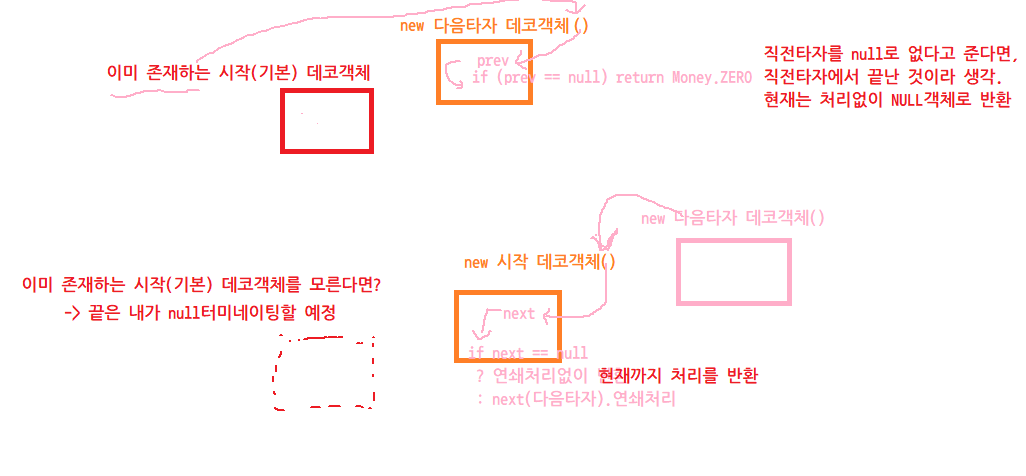 new 다음타자 데코객체()
이미 존재하는 시작(기본) 데코객체
prev
if (prev == null) return Money.ZERO
직전타자를 null로 없다고 준다면,
직전타자에서 끝난 것이라 생각.
현재는 처리없이 NULL객체로 반환
new 다음타자 데코객체()
new 시작 데코객체()
이미 존재하는 시작(기본) 데코객체를 모른다면?
-> 끝은 내가 null터미네이팅할 예정
next
if next == null
? 연쇄처리없이 현재까지 처리를 반환
: next(다음타자).연쇄처리